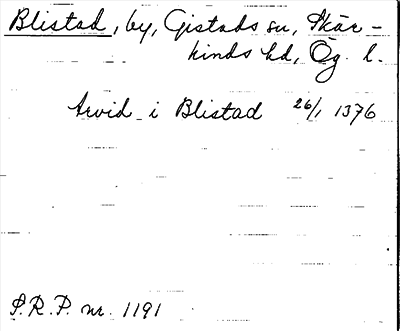 Blistad, by, Gistads sn, Skär-
kinds hd, Ög. l.
Arvid i Blistad 26/1 1376
S.R.P. nr. 1191